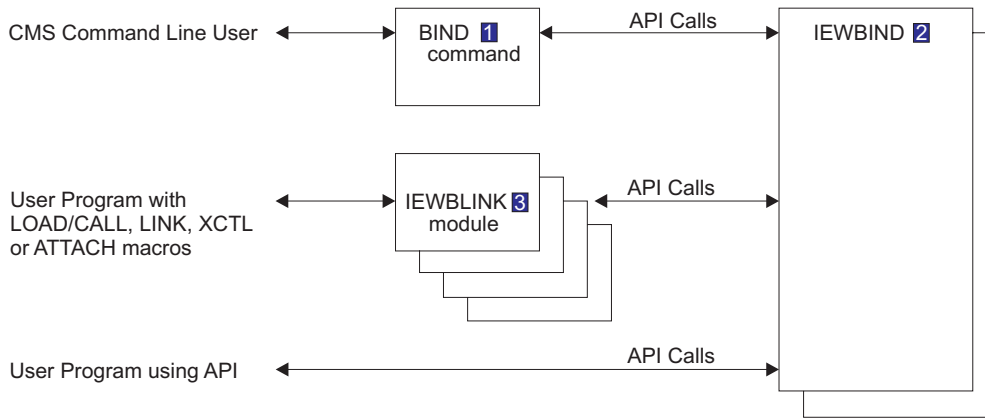 CMS Command Line User
BIND 1
command
API Calls
IEWBIND 2
User Program with
LOAD/CALL, LINK, XCTL
or ATTACH macros
IEWBLINK 3
module
API Calls
User Program using API
API Calls